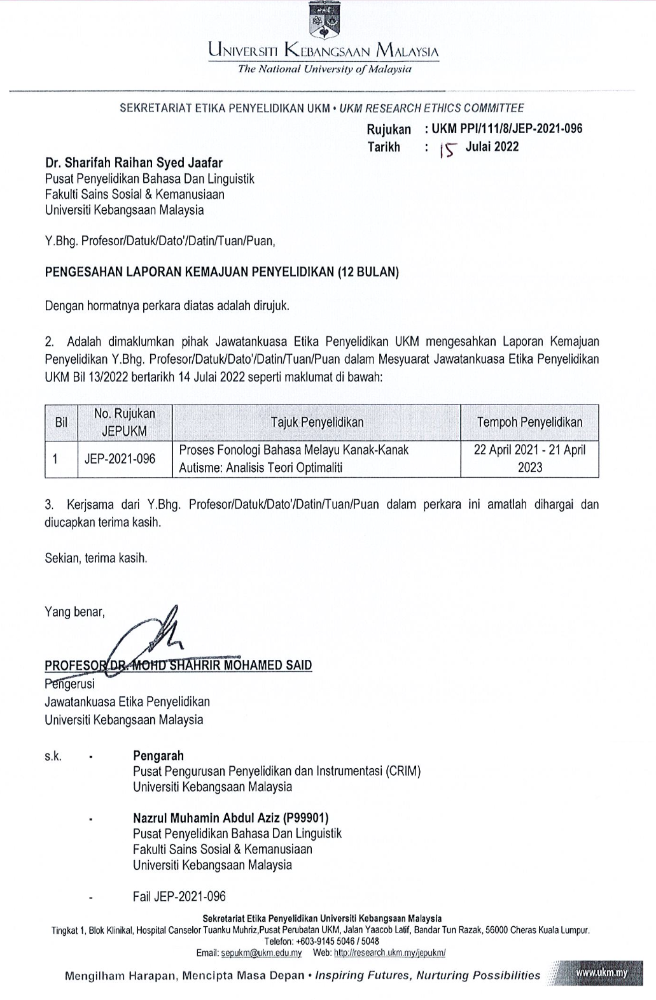 UNIVERSITI KEBANGSAAN MALAYSIA
The National University of Malaysia
SEKRETARIAT ETIKA PENYELIDIKAN UKM • UKM RESEARCH ETHICS COMMITTEE
Rujukan : UKM PPI/111/8/JEP-2021-096
Tarikh : 15 Julai 2022
Dr. Sharifah Raihan Syed Jaafar
Pusat Penyelidikan Bahasa Dan Linguistik
Fakulti Sains Sosial & Kemanusiaan
Universiti Kebangsaan Malaysia
Y.Bhg. Profesor/Datuk/Dato'/Datin/Tuan/Puan,
PENGESAHAN LAPORAN KEMAJUAN PENYELIDIKAN (12 BULAN)
Dengan hormatnya perkara diatas adalah dirujuk.
2. Adalah dimaklumkan pihak Jawatankuasa Etika Penyelidikan UKM mengesahkan Laporan Kemajuan
Penyelidikan Y.Bhg. Profesor/Datuk/Dato'/Datin/Tuan/Puan dalam Mesyuarat Jawatankuasa Etika Penyelidikan
UKM Bil 13/2022 bertarikh 14 Julai 2022 seperti maklumat di bawah:
Bil
No. Rujukan
JEPUKM
Tajuk Penyelidikan
Tempoh Penyelidikan
1
JEP-2021-096
Proses Fonologi Bahasa Melayu Kanak-Kanak
Autisme: Analisis Teori Optimaliti
22 April 2021 - 21 April
2023
3. Kerjsama dari Y.Bhg. Profesor/Datuk/Dato'/Datin/Tuan/Puan dalam perkara ini amatlah dihargai dan
diucapkan terima kasih.
Sekian, terima kasih.
Yang benar,
PROFESOR DR. MOHD SHAHRIR MOHAMED SAID
Pengerusi
Jawatankuasa Etika Penyelidikan
Universiti Kebangsaan Malaysia
s.k. - Pengarah
Pusat Pengurusan Penyelidikan dan Instrumentasi (CRIM)
Universiti Kebangsaan Malaysia
- Nazrul Muhamin Abdul Aziz (P99901)
Pusat Penyelidikan Bahasa Dan Linguistik
Fakulti Sains Sosial & Kemanusiaan
Universiti Kebangsaan Malaysia
- Fail JEP-2021-096
Sekretariat Etika Penyelidikan Universiti Kebangsaan Malaysia
Tingkat 1, Blok Klinikal, Hospital Canselor Tuanku Muhriz,Pusat Perubatan UKM, Jalan Yaacob Latif, Bandar Tun Razak, 56000 Cheras Kuala Lumpur.
Telefon: +603-9145 5046 / 5048
Email: sepukm@ukm.edu.my Web: http://research.ukm.my/jepukm/
Mengilham Harapan, Mencipta Masa Depan • Inspiring Futures, Nurturing Possibilities
www.ukm.my